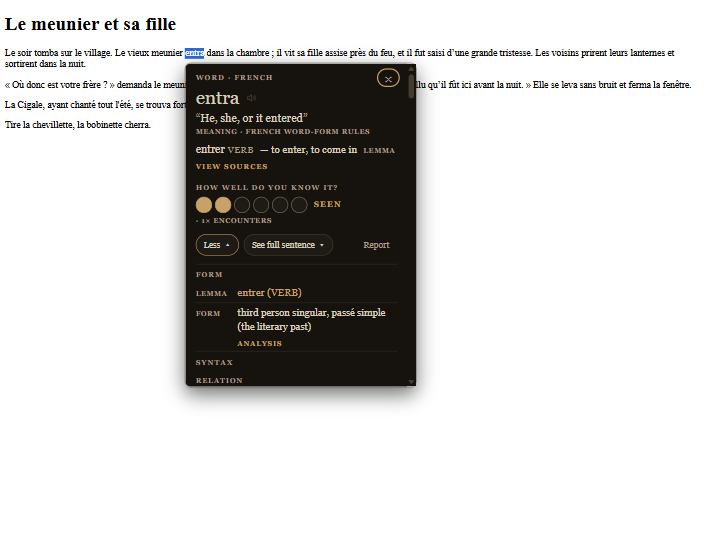 Le meunier et sa fille
Le soir tomba sur le village. Le vieux meunier entra dans la chambre ; il vit sa fille assise près du feu, et il fut saisi d'une grande tristesse. Les voisins prirent leurs lanternes et
sortirent dans la nuit.
« Où donc est votre frère ? » demanda le meun
llu qu'il fût ici avant la nuit. » Elle se leva sans bruit et ferma la fenêtre.
La Cigale, ayant chanté tout l'été, se trouva for
Tire la chevillette, la bobinette cherra.
WORD · FRENCH
×
entra
“He, she, or it entered”
MEANING · FRENCH WORD-FORM RULES
entrer VERB — to enter, to come in LEMMA
VIEW SOURCES
HOW WELL DO YOU KNOW IT?
SEEN
· 1× ENCOUNTERS
Less ▴ See full sentence ▾ Report
FORM
LEMMA entrer (VERB)
FORM third person singular, passé simple
(the literary past)
ANALYSIS
SYNTAX
RELATION